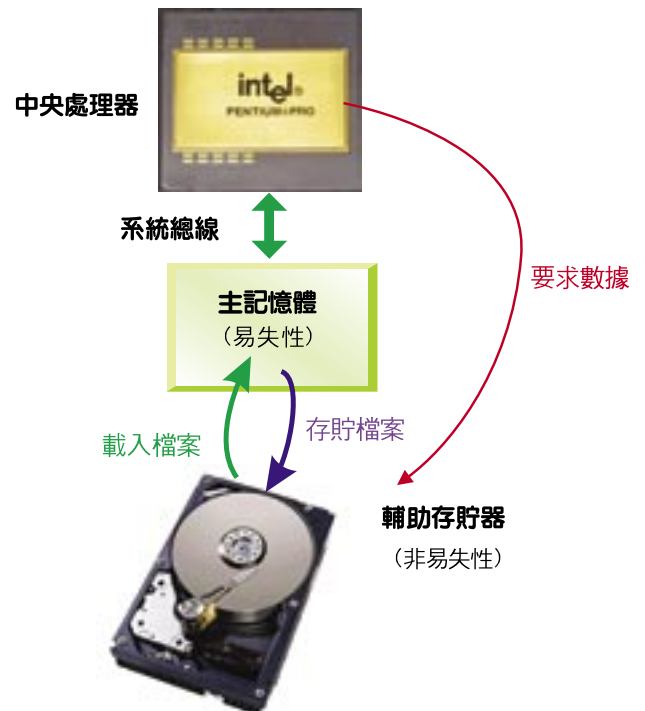 intel®
PENTIUM®PRO
中央處理器
系統總線
主記憶體
（易失性）
要求數據
載入檔案
存貯檔案
輔助存貯器
（非易失性）